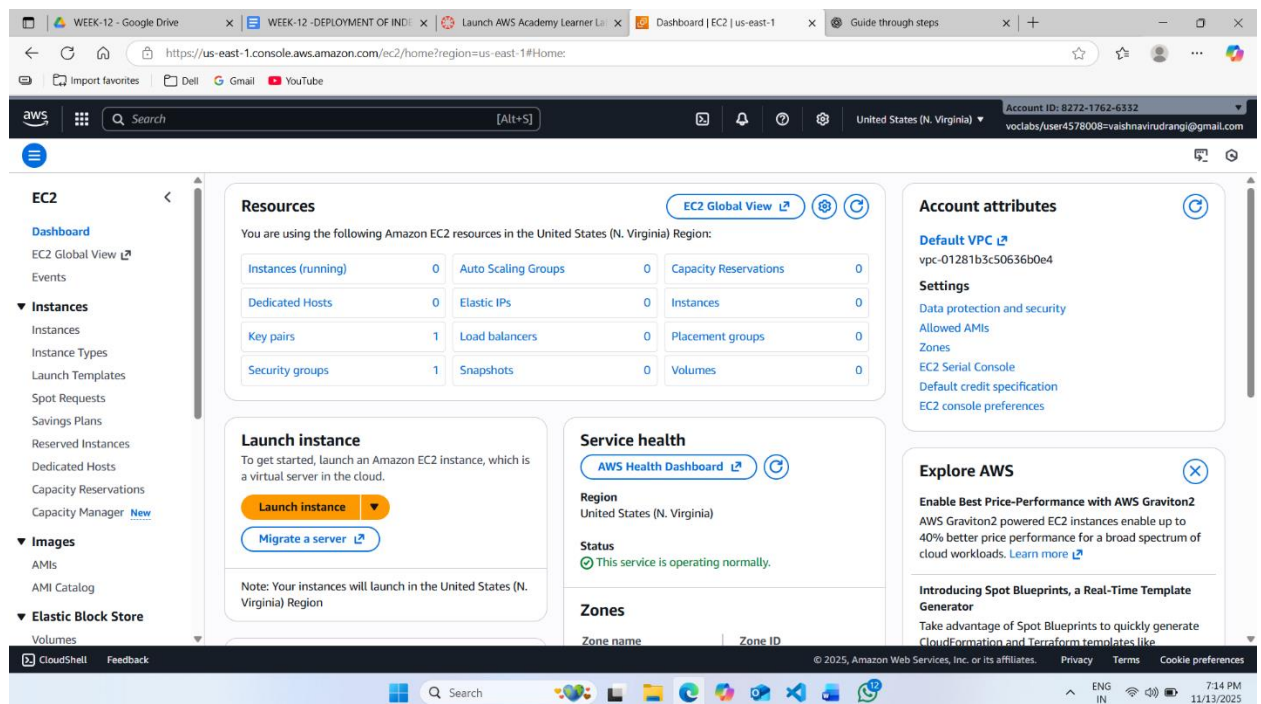 WEEK-12 - Google Drive
WEEK-12 -DEPLOYMENT OF INDE
Launch AWS Academy Learner La
Dashboard | EC2 | us-east-1
Guide through steps
https://us-east-1.console.aws.amazon.com/ec2/home?region=us-east-1#Home:
Import favorites
Dell
Gmail
YouTube
aws
Search
[Alt+S]
United States (N. Virginia)
Account ID: 8272-1762-6332
voclabs/user4578008=vaishnavirudrangi@gmail.com
EC2
Dashboard
EC2 Global View
Events
Instances
Instances
Instance Types
Launch Templates
Spot Requests
Savings Plans
Reserved Instances
Dedicated Hosts
Capacity Reservations
Capacity Manager New
Images
AMIs
AMI Catalog
Elastic Block Store
Volumes
Resources
EC2 Global View
You are using the following Amazon EC2 resources in the United States (N. Virginia) Region:
Instances (running) 0
Auto Scaling Groups 0
Capacity Reservations 0
Dedicated Hosts 0
Elastic IPs 0
Instances 0
Key pairs 1
Load balancers 0
Placement groups 0
Security groups 1
Snapshots 0
Volumes 0
Launch instance
To get started, launch an Amazon EC2 instance, which is
a virtual server in the cloud.
Launch instance
Migrate a server
Note: Your instances will launch in the United States (N.
Virginia) Region
Service health
AWS Health Dashboard
Region
United States (N. Virginia)
Status
This service is operating normally.
Zones
Zone name
Zone ID
Account attributes
Default VPC
vpc-01281b3c50636b0e4
Settings
Data protection and security
Allowed AMIs
Zones
EC2 Serial Console
Default credit specification
EC2 console preferences
Explore AWS
Enable Best Price-Performance with AWS Graviton2
AWS Graviton2 powered EC2 instances enable up to
40% better price performance for a broad spectrum of
cloud workloads. Learn more
Introducing Spot Blueprints, a Real-Time Template
Generator
Take advantage of Spot Blueprints to quickly generate
CloudFormation and Terraform templates like
CloudShell
Feedback
© 2025, Amazon Web Services, Inc. or its affiliates.
Privacy
Terms
Cookie preferences
Search
12
ENG
IN
7:14 PM
11/13/2025